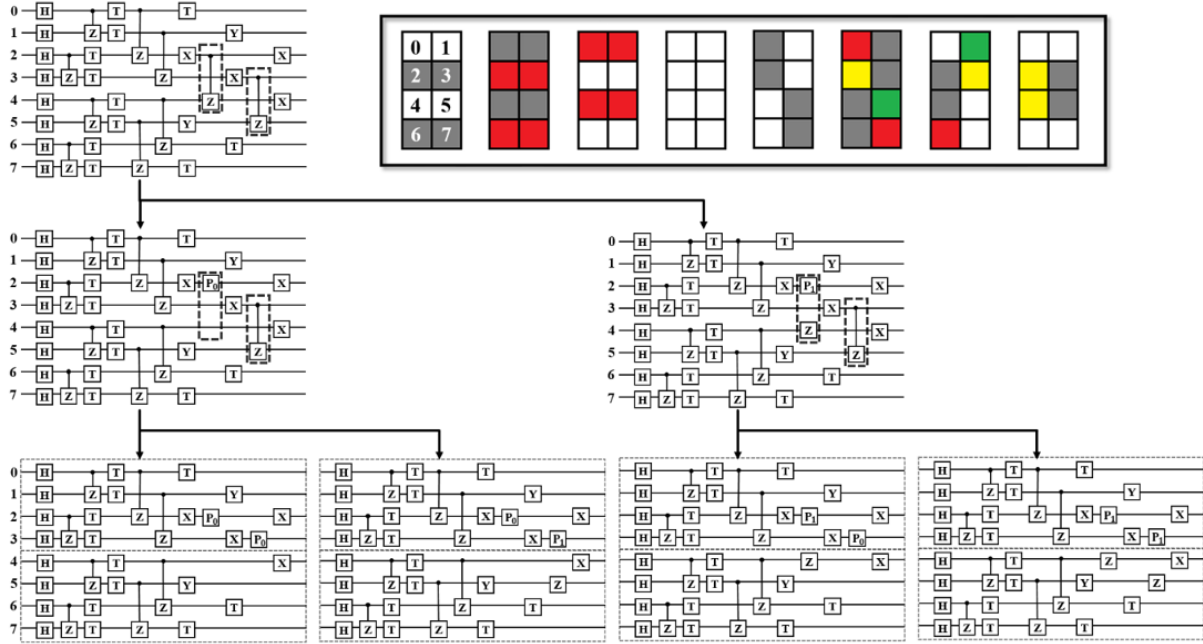 0 H T T
1 H Z T Y
2 H T Z X X
3 H Z T Z X
4 H T Z X
5 H Z T Y Z
6 H T Z T
7 H Z T Z T
0 1
2 3
4 5
6 7
0 H T T
1 H Z T Y
2 H T Z X P₀ X
3 H Z T Z X
4 H T X
5 H Z T Y Z
6 H T Z T
7 H Z T Z T
0 H T T
1 H Z T Y
2 H T Z X P₁ X
3 H Z T Z X
4 H T Z X
5 H Z T Y Z
6 H T Z T
7 H Z T Z T
0 H T T
1 H Z T Y
2 H T Z X P₀ X
3 H Z T Z X P₀
4 H T X
5 H Z T Y
6 H T Z T
7 H Z T Z T
H T T
H Z T Y
H T Z X P₀ X
H Z T Z X P₁
H T X
H Z T Y Z
H T Z T
H Z T Z T
H T T
H Z T Y
H T Z X P₁ X
H Z T Z X P₀
H T Z X
H Z T Y
H T Z T
H Z T Z T
H T T
H Z T Y
H T Z X P₁ X
H Z T Z X P₁
H T Z X
H Z T Y Z
H T Z T
H Z T Z T